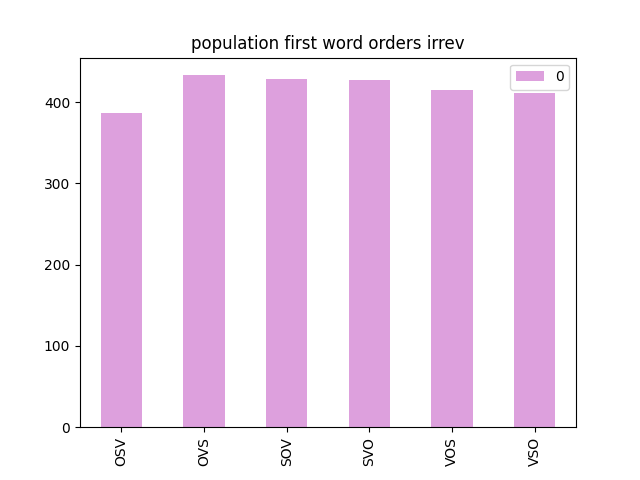 population first word orders irrev
0
400
300
200
100
0
OSV
OVS
SOV
SVO
VOS
VSO